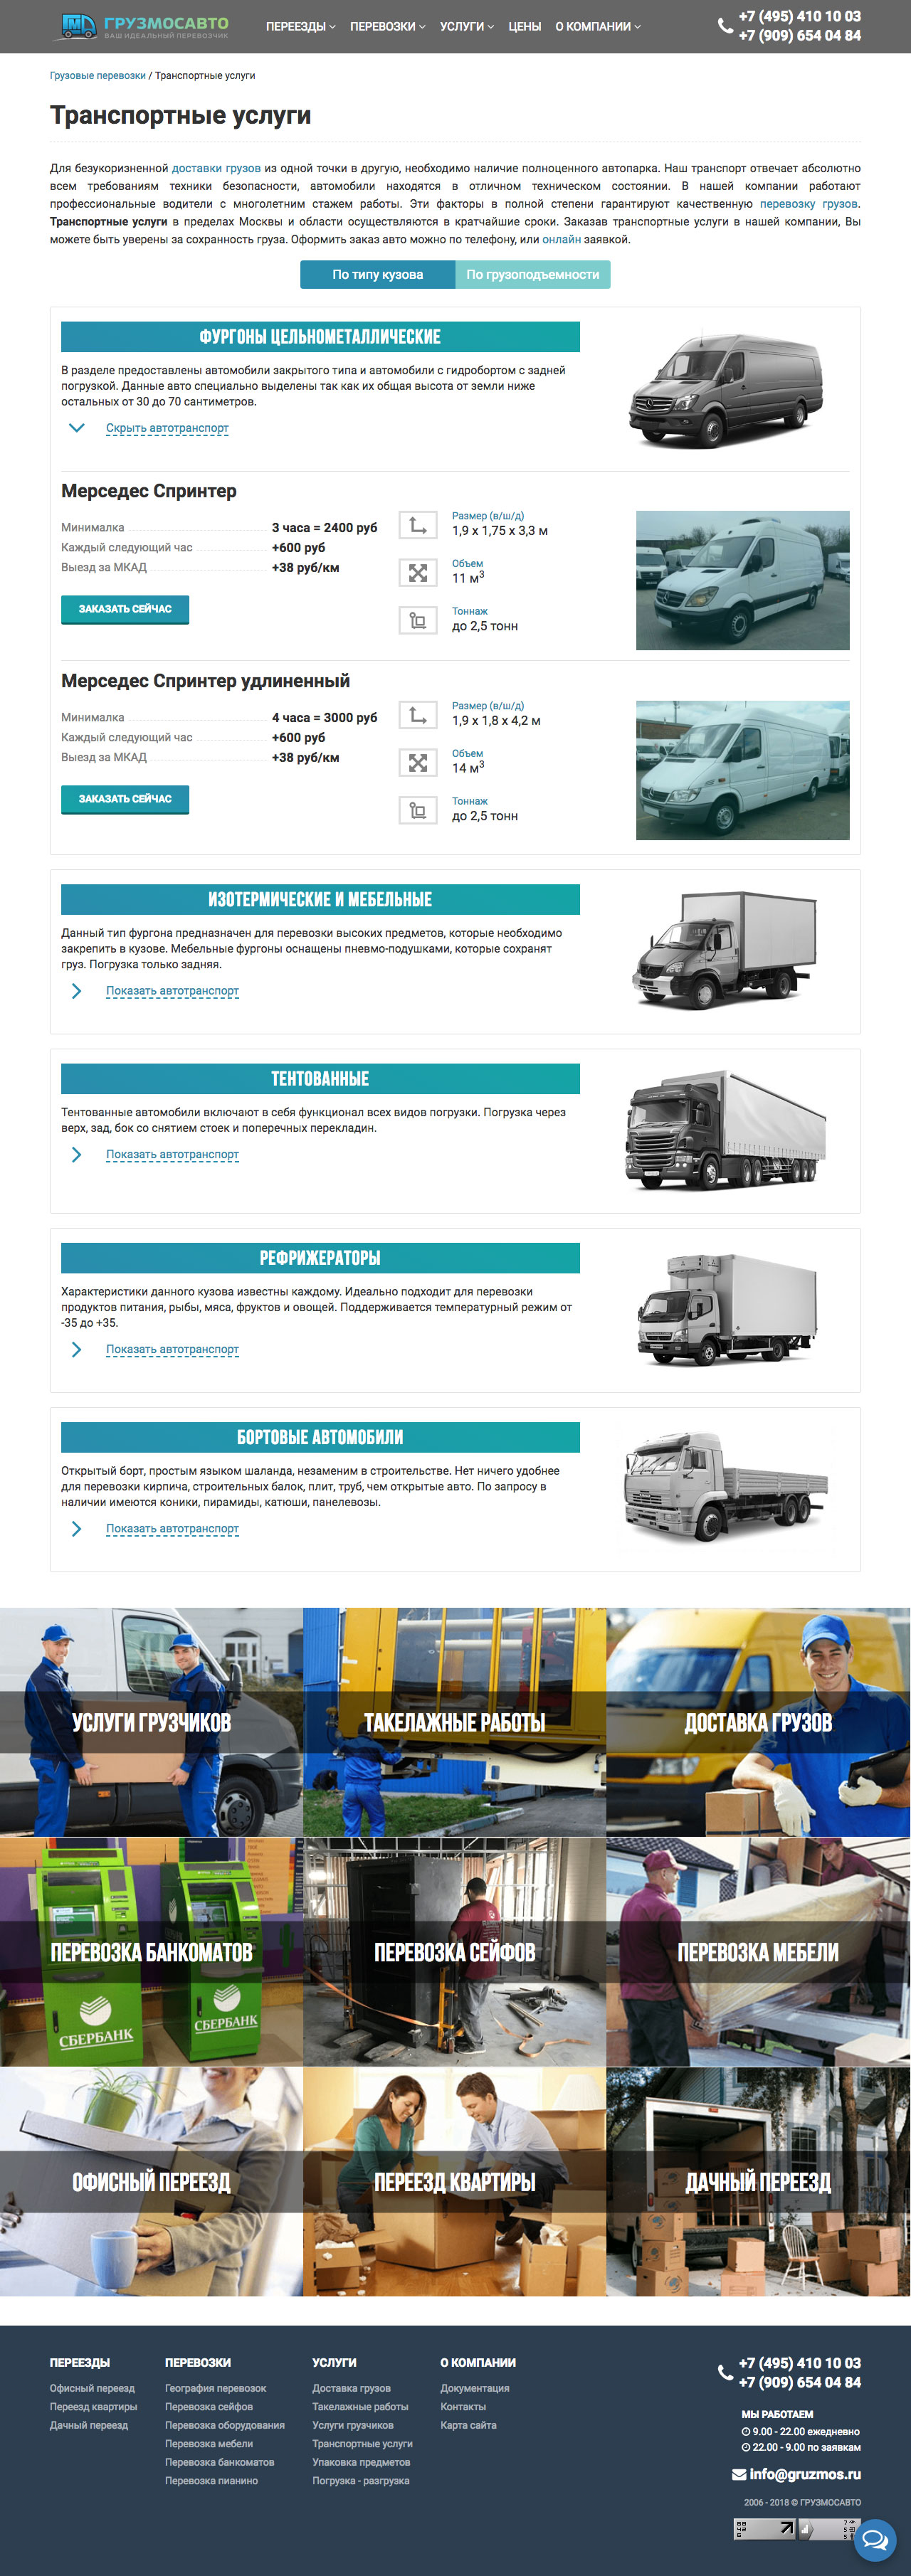 ГРУЗМОСАВТО
ВАШ ИДЕАЛЬНЫЙ ПЕРЕВОЗЧИК
ПЕРЕЕЗДЫ ПЕРЕВОЗКИ УСЛУГИ ЦЕНЫ О КОМПАНИИ
+7 (495) 410 10 03
+7 (909) 654 04 84
Грузовые перевозки / Транспортные услуги
Транспортные услуги
Для безукоризненной доставки грузов из одной точки в другую, необходимо наличие полноценного автопарка. Наш транспорт отвечает абсолютно
всем требованиям техники безопасности, автомобили находятся в отличном техническом состоянии. В нашей компании работают
профессиональные водители с многолетним стажем работы. Эти факторы в полной степени гарантируют качественную перевозку грузов.
Транспортные услуги в пределах Москвы и области осуществляются в кратчайшие сроки. Заказав транспортные услуги в нашей компании, Вы
можете быть уверены за сохранность груза. Оформить заказ авто можно по телефону, или онлайн заявкой.
По типу кузова По грузоподъемности
ФУРГОНЫ ЦЕЛЬНОМЕТАЛЛИЧЕСКИЕ
В разделе предоставлены автомобили закрытого типа и автомобили с гидробортом с задней
погрузкой. Данные авто специально выделены так как их общая высота от земли ниже
остальных от 30 до 70 сантиметров.
Скрыть автотранспорт
Мерседес Спринтер
Минималка 3 часа = 2400 руб
Каждый следующий час +600 руб
Выезд за МКАД +38 руб/км
ЗАКАЗАТЬ СЕЙЧАС
Размер (в/ш/д)
1,9 x 1,75 x 3,3 м
Объем
11 м3
Тоннаж
до 2,5 тонн
Мерседес Спринтер удлиненный
Минималка 4 часа = 3000 руб
Каждый следующий час +600 руб
Выезд за МКАД +38 руб/км
ЗАКАЗАТЬ СЕЙЧАС
Размер (в/ш/д)
1,9 x 1,8 x 4,2 м
Объем
14 м3
Тоннаж
до 2,5 тонн
ИЗОТЕРМИЧЕСКИЕ И МЕБЕЛЬНЫЕ
Данный тип фургона предназначен для перевозки высоких предметов, которые необходимо
закрепить в кузове. Мебельные фургоны оснащены пневмо-подушками, которые сохранят
груз. Погрузка только задняя.
Показать автотранспорт
ТЕНТОВАННЫЕ
Тентованные автомобили включают в себя функционал всех видов погрузки. Погрузка через
верх, зад, бок со снятием стоек и поперечных перекладин.
Показать автотранспорт
РЕФРИЖЕРАТОРЫ
Характеристики данного кузова известны каждому. Идеально подходит для перевозки
продуктов питания, рыбы, мяса, фруктов и овощей. Поддерживается температурный режим от
-35 до +35.
Показать автотранспорт
БОРТОВЫЕ АВТОМОБИЛИ
Открытый борт, простым языком шаланда, незаменим в строительстве. Нет ничего удобнее
для перевозки кирпича, строительных балок, плит, труб, чем открытые авто. По запросу в
наличии имеются коники, пирамиды, катюши, панелевозы.
Показать автотранспорт
УСЛУГИ ГРУЗЧИКОВ ТАКЕЛАЖНЫЕ РАБОТЫ ДОСТАВКА ГРУЗОВ
ПЕРЕВОЗКА БАНКОМАТОВ ПЕРЕВОЗКА СЕЙФОВ ПЕРЕВОЗКА МЕБЕЛИ
СБЕРБАНК СБЕРБАНК
ОФИСНЫЙ ПЕРЕЕЗД ПЕРЕЕЗД КВАРТИРЫ ДАЧНЫЙ ПЕРЕЕЗД
ПЕРЕЕЗДЫ
Офисный переезд
Переезд квартиры
Дачный переезд
ПЕРЕВОЗКИ
География перевозок
Перевозка сейфов
Перевозка оборудования
Перевозка мебели
Перевозка банкоматов
Перевозка пианино
УСЛУГИ
Доставка грузов
Такелажные работы
Услуги грузчиков
Транспортные услуги
Упаковка предметов
Погрузка - разгрузка
О КОМПАНИИ
Документация
Контакты
Карта сайта
+7 (495) 410 10 03
+7 (909) 654 04 84
МЫ РАБОТАЕМ
9.00 - 22.00 ежедневно
22.00 - 9.00 по заявкам
info@gruzmos.ru
2006 - 2018 © ГРУЗМОСАВТО